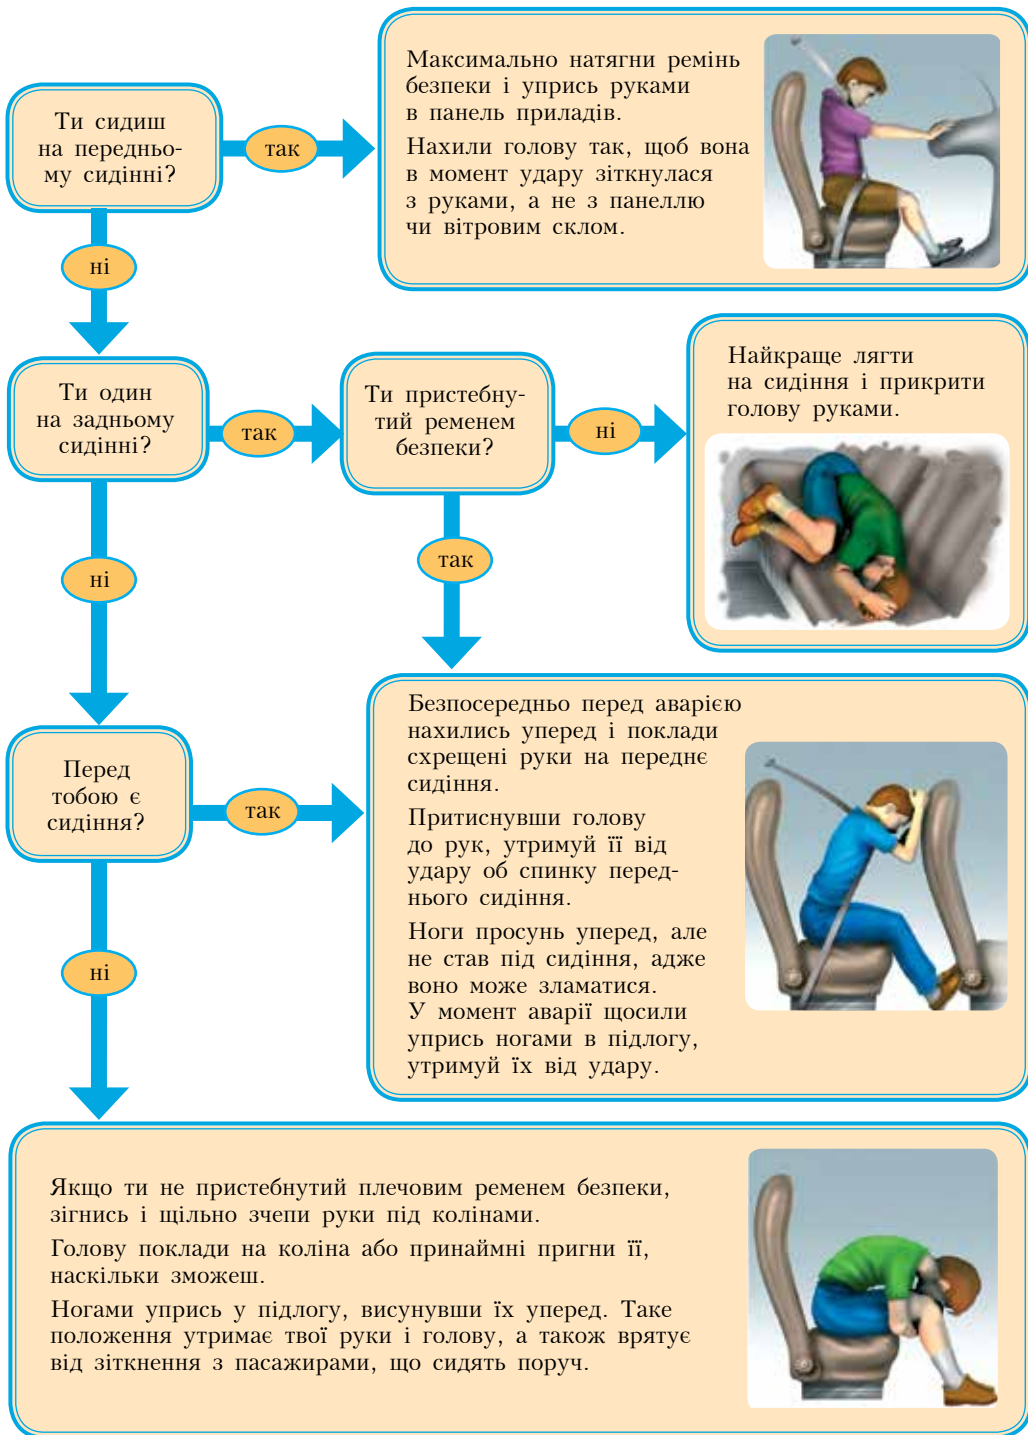 Ти сидиш
на передньо-
му сидінні?
так
Максимально натягни ремінь
безпеки і упрись руками
в панель приладів.
Нахили голову так, щоб вона
в момент удару зіткнулася
з руками, а не з панеллю
чи вітровим склом.
ні
Ти один
на задньому
сидінні?
так
Ти пристебну-
тий ременем
безпеки?
ні
Найкраще лягти
на сидіння і прикрити
голову руками.
ні
так
Перед
тобою є
сидіння?
так
Безпосередньо перед аварією
нахились уперед і поклади
схрещені руки на переднє
сидіння.
Притиснувши голову
до рук, утримуй її від
удару об спинку перед-
нього сидіння.
Ноги просунь уперед, але
не став під сидіння, адже
воно може зламатися.
У момент аварії щосили
упрись ногами в підлогу,
утримуй їх від удару.
ні
Якщо ти не пристебнутий плечовим ременем безпеки,
зігнись і щільно зчепи руки під колінами.
Голову поклади на коліна або принаймні пригни її,
наскільки зможеш.
Ногами упрись у підлогу, висунувши їх уперед. Таке
положення утримає твої руки і голову, а також врятує
від зіткнення з пасажирами, що сидять поруч.